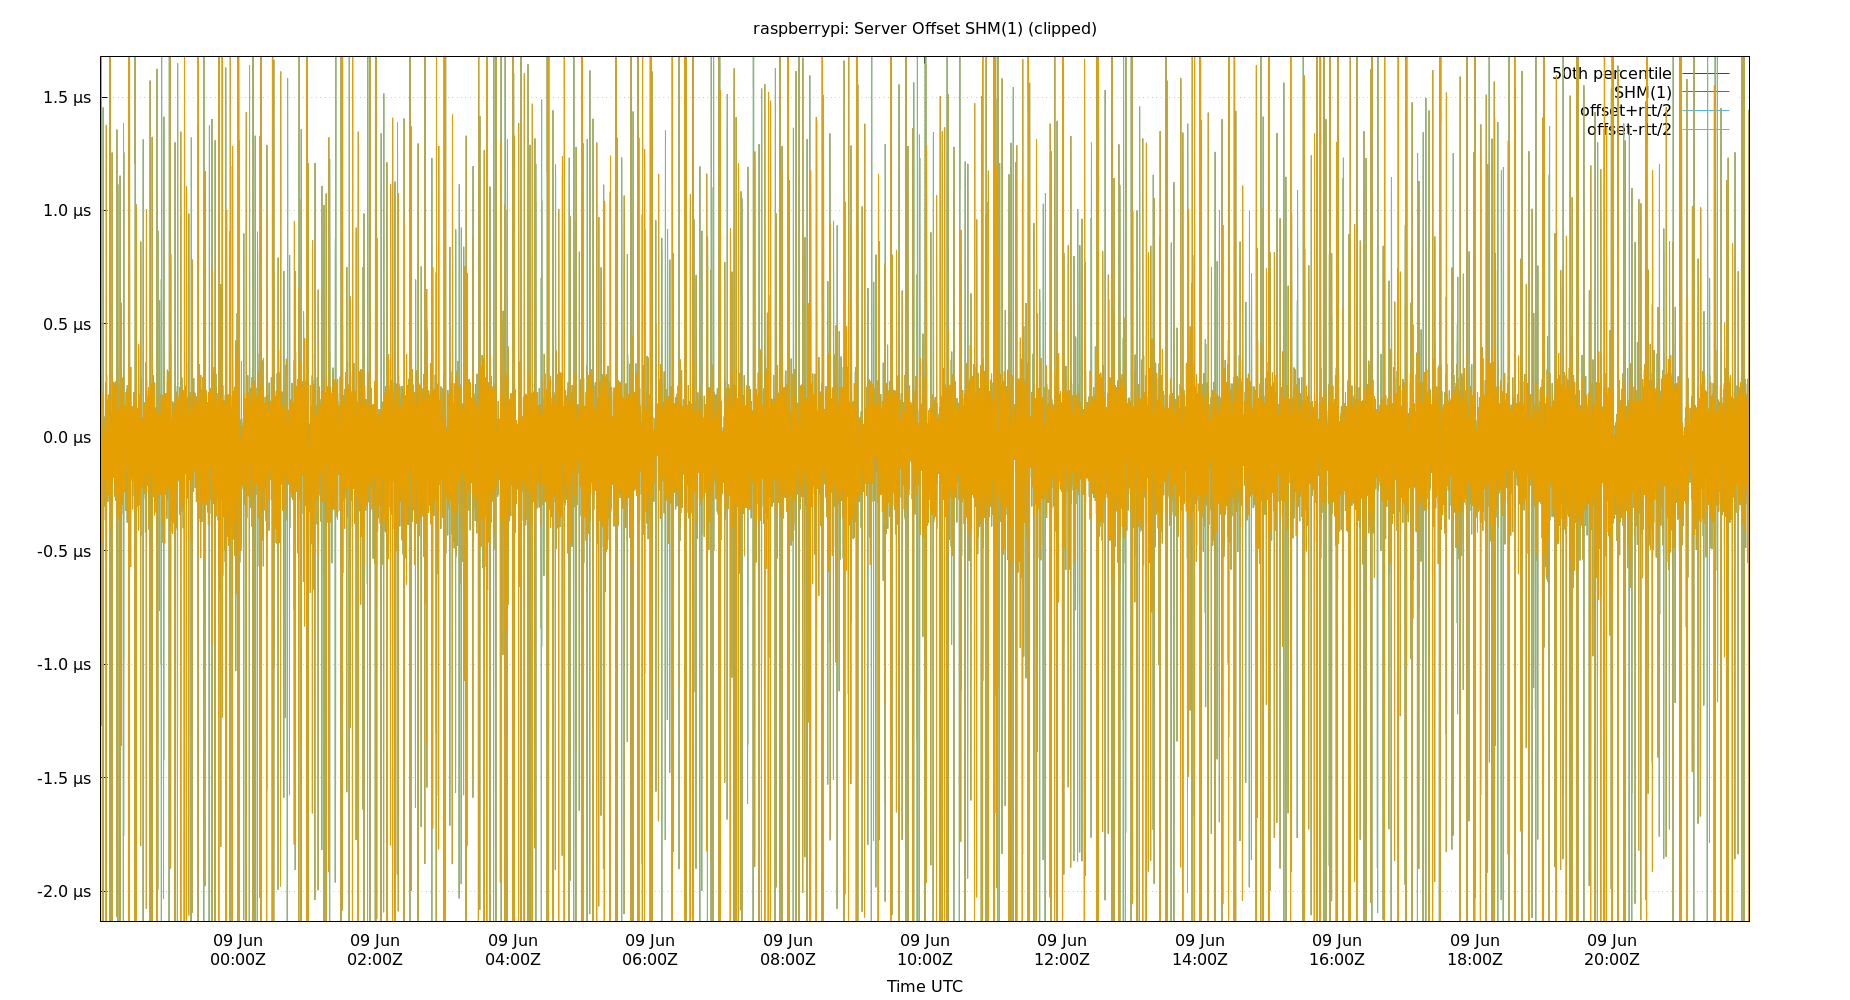 raspberrypi: Server Offset SHM(1) (clipped)
50th percentile
SHM(1)
offset+rtt/2
offset-rtt/2
1.5 µs
1.0 µs
0.5 µs
0.0 µs
-0.5 µs
-1.0 µs
-1.5 µs
-2.0 µs
09 Jun 09 Jun 09 Jun 09 Jun 09 Jun 09 Jun 09 Jun 09 Jun 09 Jun 09 Jun 09 Jun
00:00Z 02:00Z 04:00Z 06:00Z 08:00Z 10:00Z 12:00Z 14:00Z 16:00Z 18:00Z 20:00Z
Time UTC